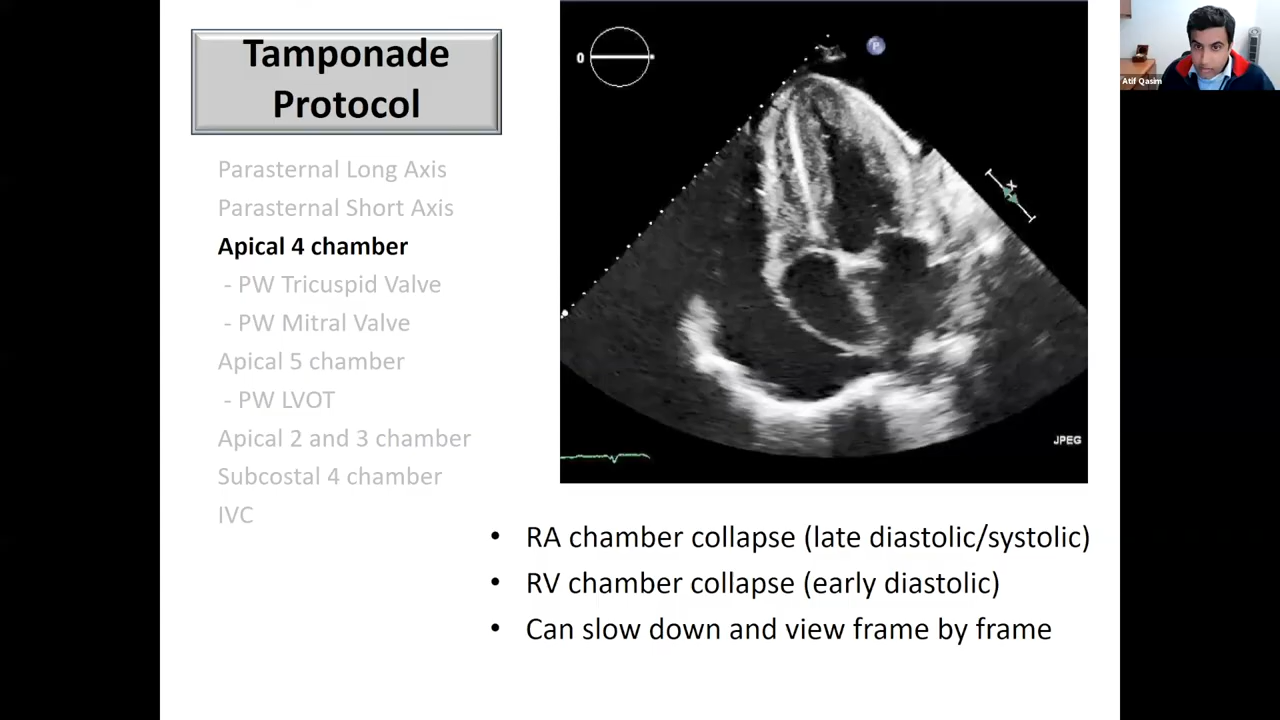 Tamponade
Protocol
Parasternal Long Axis
Parasternal Short Axis
Apical 4 chamber
- PW Tricuspid Valve
- PW Mitral Valve
Apical 5 chamber
- PW LVOT
Apical 2 and 3 chamber
Subcostal 4 chamber
IVC
0
P
X
JPEG
• RA chamber collapse (late diastolic/systolic)
• RV chamber collapse (early diastolic)
• Can slow down and view frame by frame
Atif Qasim